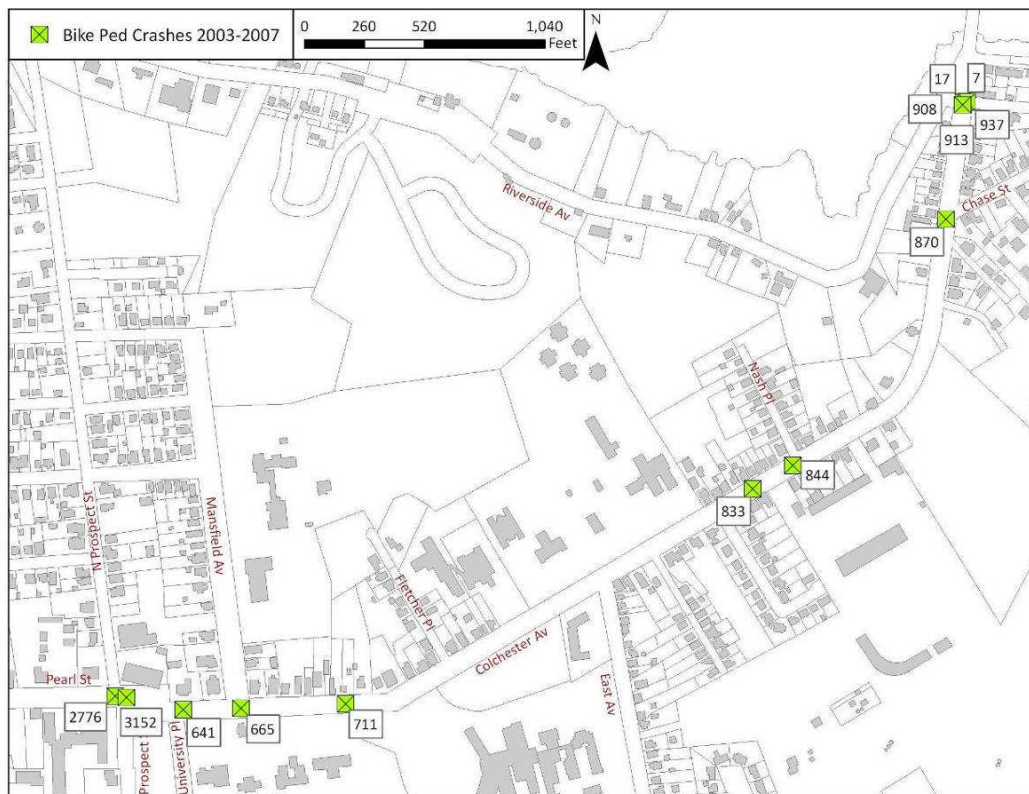 Bike Ped Crashes 2003-2007
0 260 520 1,040
Feet
N
17
7
908
937
913
Chase St
Riverside Av
870
Nash Pl
844
833
N Prospect St
Mansfield Av
Fletcher Pl
Colchester Av
East Av
Pearl St
2776
3152
641
665
711
Prospect
University Pl